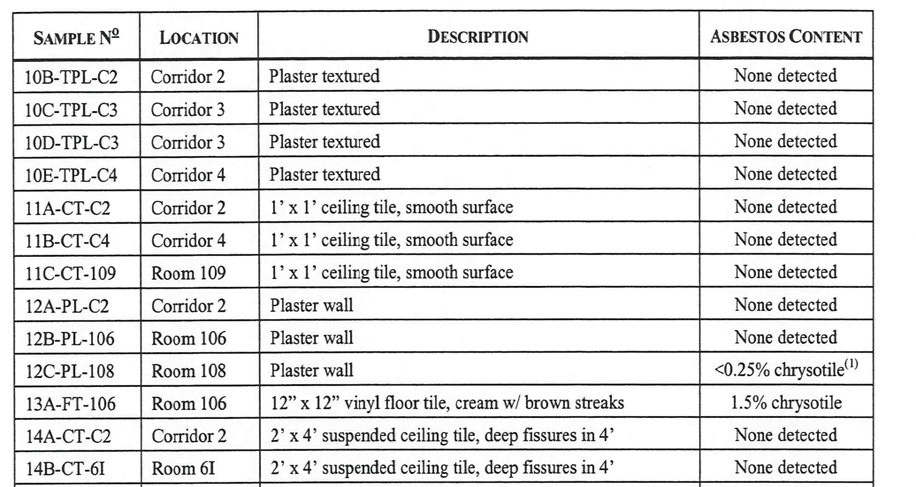 SAMPLE Nº LOCATION DESCRIPTION ASBESTOS CONTENT
10B-TPL-C2 Corridor 2 Plaster textured None detected
10C-TPL-C3 Corridor 3 Plaster textured None detected
10D-TPL-C3 Corridor 3 Plaster textured None detected
10E-TPL-C4 Corridor 4 Plaster textured None detected
11A-CT-C2 Corridor 2 1' x 1' ceiling tile, smooth surface None detected
11B-CT-C4 Corridor 4 1' x 1' ceiling tile, smooth surface None detected
11C-CT-109 Room 109 1' x 1' ceiling tile, smooth surface None detected
12A-PL-C2 Corridor 2 Plaster wall None detected
12B-PL-106 Room 106 Plaster wall None detected
12C-PL-108 Room 108 Plaster wall <0.25% chrysotile(1)
13A-FT-106 Room 106 12” x 12” vinyl floor tile, cream w/ brown streaks 1.5% chrysotile
14A-CT-C2 Corridor 2 2' x 4' suspended ceiling tile, deep fissures in 4' None detected
14B-CT-6I Room 6I 2' x 4' suspended ceiling tile, deep fissures in 4' None detected